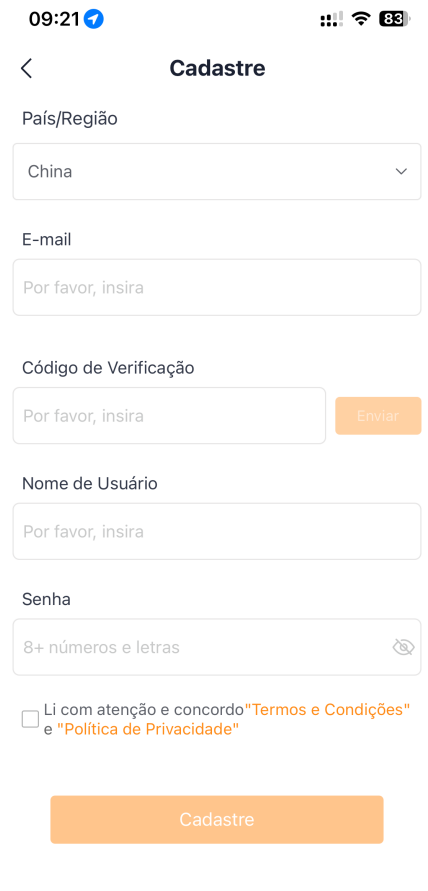 09:21
83
Cadastre
País/Região
China
E-mail
Por favor, insira
Código de Verificação
Por favor, insira
Enviar
Nome de Usuário
Por favor, insira
Senha
8+ números e letras
Li com atenção e concordo"Termos e Condições"
e "Política de Privacidade"
Cadastre